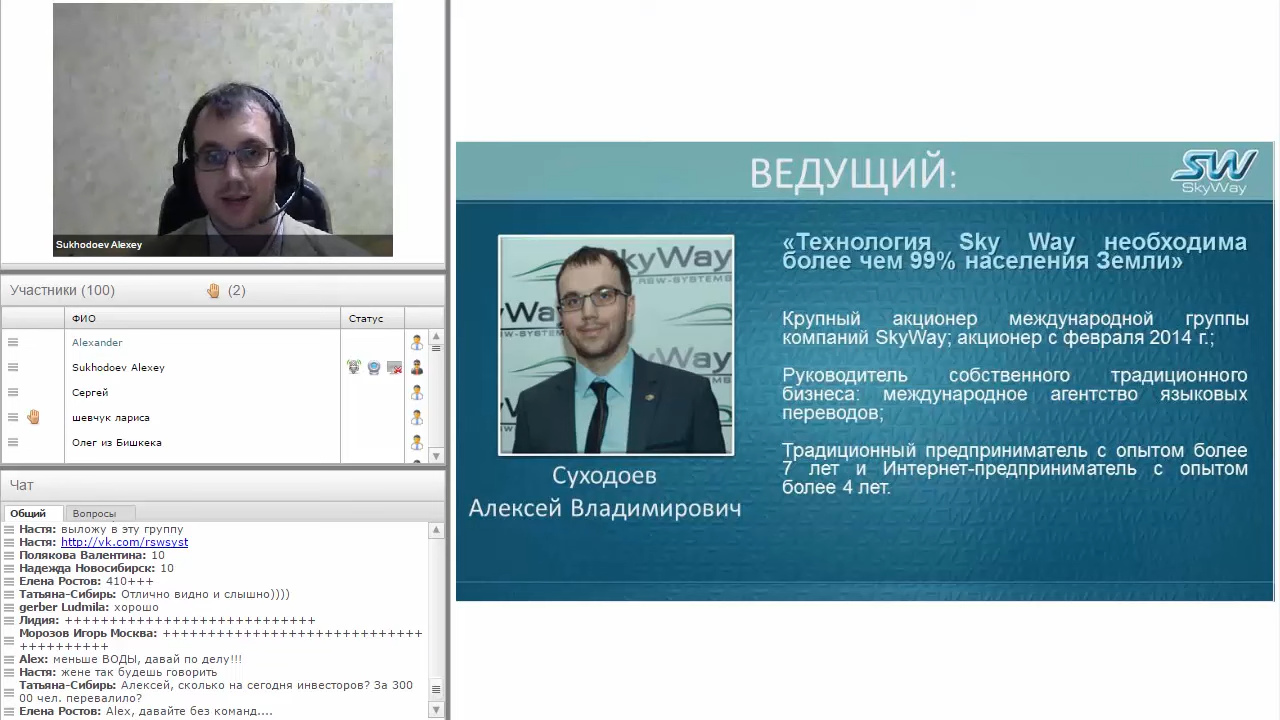 Sukhodoev Alexey
Участники (100) (2)
ФИО Статус
Alexander
Sukhodoev Alexey
Сергей
шевчук лариса
Олег из Бишкека
Чат
Общий Вопросы
Настя: выложу в эту группу
Настя: http://vk.com/rswsyst
Полякова Валентина: 10
Надежда Новосибирск: 10
Елена Ростов: 410+++
Татьяна-Сибирь: Отлично видно и слышно))))
gerber Ludmila: хорошо
Лидия: ++++++++++++++++++++++++++++
Морозов Игорь Москва: +++++++++++++++++++++++++++++
++++++++++
Alex: меньше ВОДЫ, давай по делу!!!
Настя: жене так будешь говорить
Татьяна-Сибирь: Алексей, сколько на сегодня инвесторов? За 300
00 чел. перевалило?
Елена Ростов: Alex, давайте без команд....
ВЕДУЩИЙ:
SW
SkyWay
SkyWay
RSW-SYSTEMS
«Технология Sky Way необходима
более чем 99% населения Земли»
Крупный акционер международной группы
компаний SkyWay; акционер с февраля 2014 г.;
Руководитель собственного традиционного
бизнеса: международное агентство языковых
переводов;
Традиционный предприниматель с опытом более
7 лет и Интернет-предприниматель с опытом
более 4 лет.
Суходоев
Алексей Владимирович